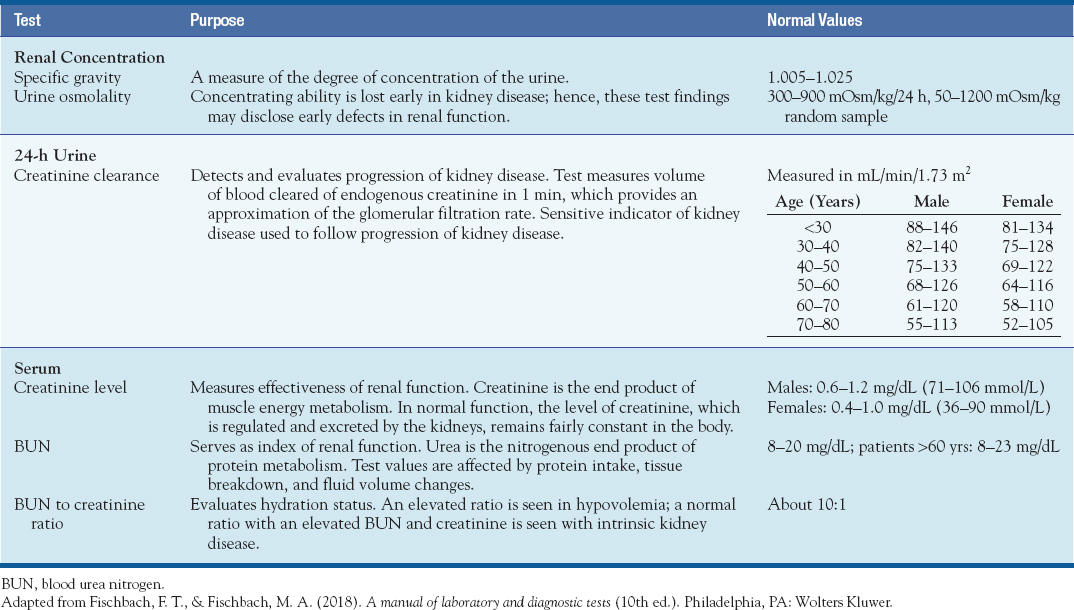 Test Purpose Normal Values
Renal Concentration
Specific gravity A measure of the degree of concentration of the urine. 1.005–1.025
Urine osmolality Concentrating ability is lost early in kidney disease; hence, these test findings 300–900 mOsm/kg/24 h, 50–1200 mOsm/kg
may disclose early defects in renal function. random sample
24-h Urine
Creatinine clearance Detects and evaluates progression of kidney disease. Test measures volume Measured in mL/min/1.73 m²
of blood cleared of endogenous creatinine in 1 min, which provides an Age (Years) Male Female
approximation of the glomerular filtration rate. Sensitive indicator of kidney <30 88–146 81–134
disease used to follow progression of kidney disease. 30–40 82–140 75–128
40–50 75–133 69–122
50–60 68–126 64–116
60–70 61–120 58–110
70–80 55–113 52–105
Serum
Creatinine level Measures effectiveness of renal function. Creatinine is the end product of Males: 0.6–1.2 mg/dL (71–106 mmol/L)
muscle energy metabolism. In normal function, the level of creatinine, which Females: 0.4–1.0 mg/dL (36–90 mmol/L)
is regulated and excreted by the kidneys, remains fairly constant in the body.
BUN Serves as index of renal function. Urea is the nitrogenous end product of 8–20 mg/dL; patients >60 yrs: 8–23 mg/dL
protein metabolism. Test values are affected by protein intake, tissue
breakdown, and fluid volume changes.
BUN to creatinine Evaluates hydration status. An elevated ratio is seen in hypovolemia; a normal About 10:1
ratio ratio with an elevated BUN and creatinine is seen with intrinsic kidney
disease.
BUN, blood urea nitrogen.
Adapted from Fischbach, F. T., & Fischbach, M. A. (2018). A manual of laboratory and diagnostic tests (10th ed.). Philadelphia, PA: Wolters Kluwer.